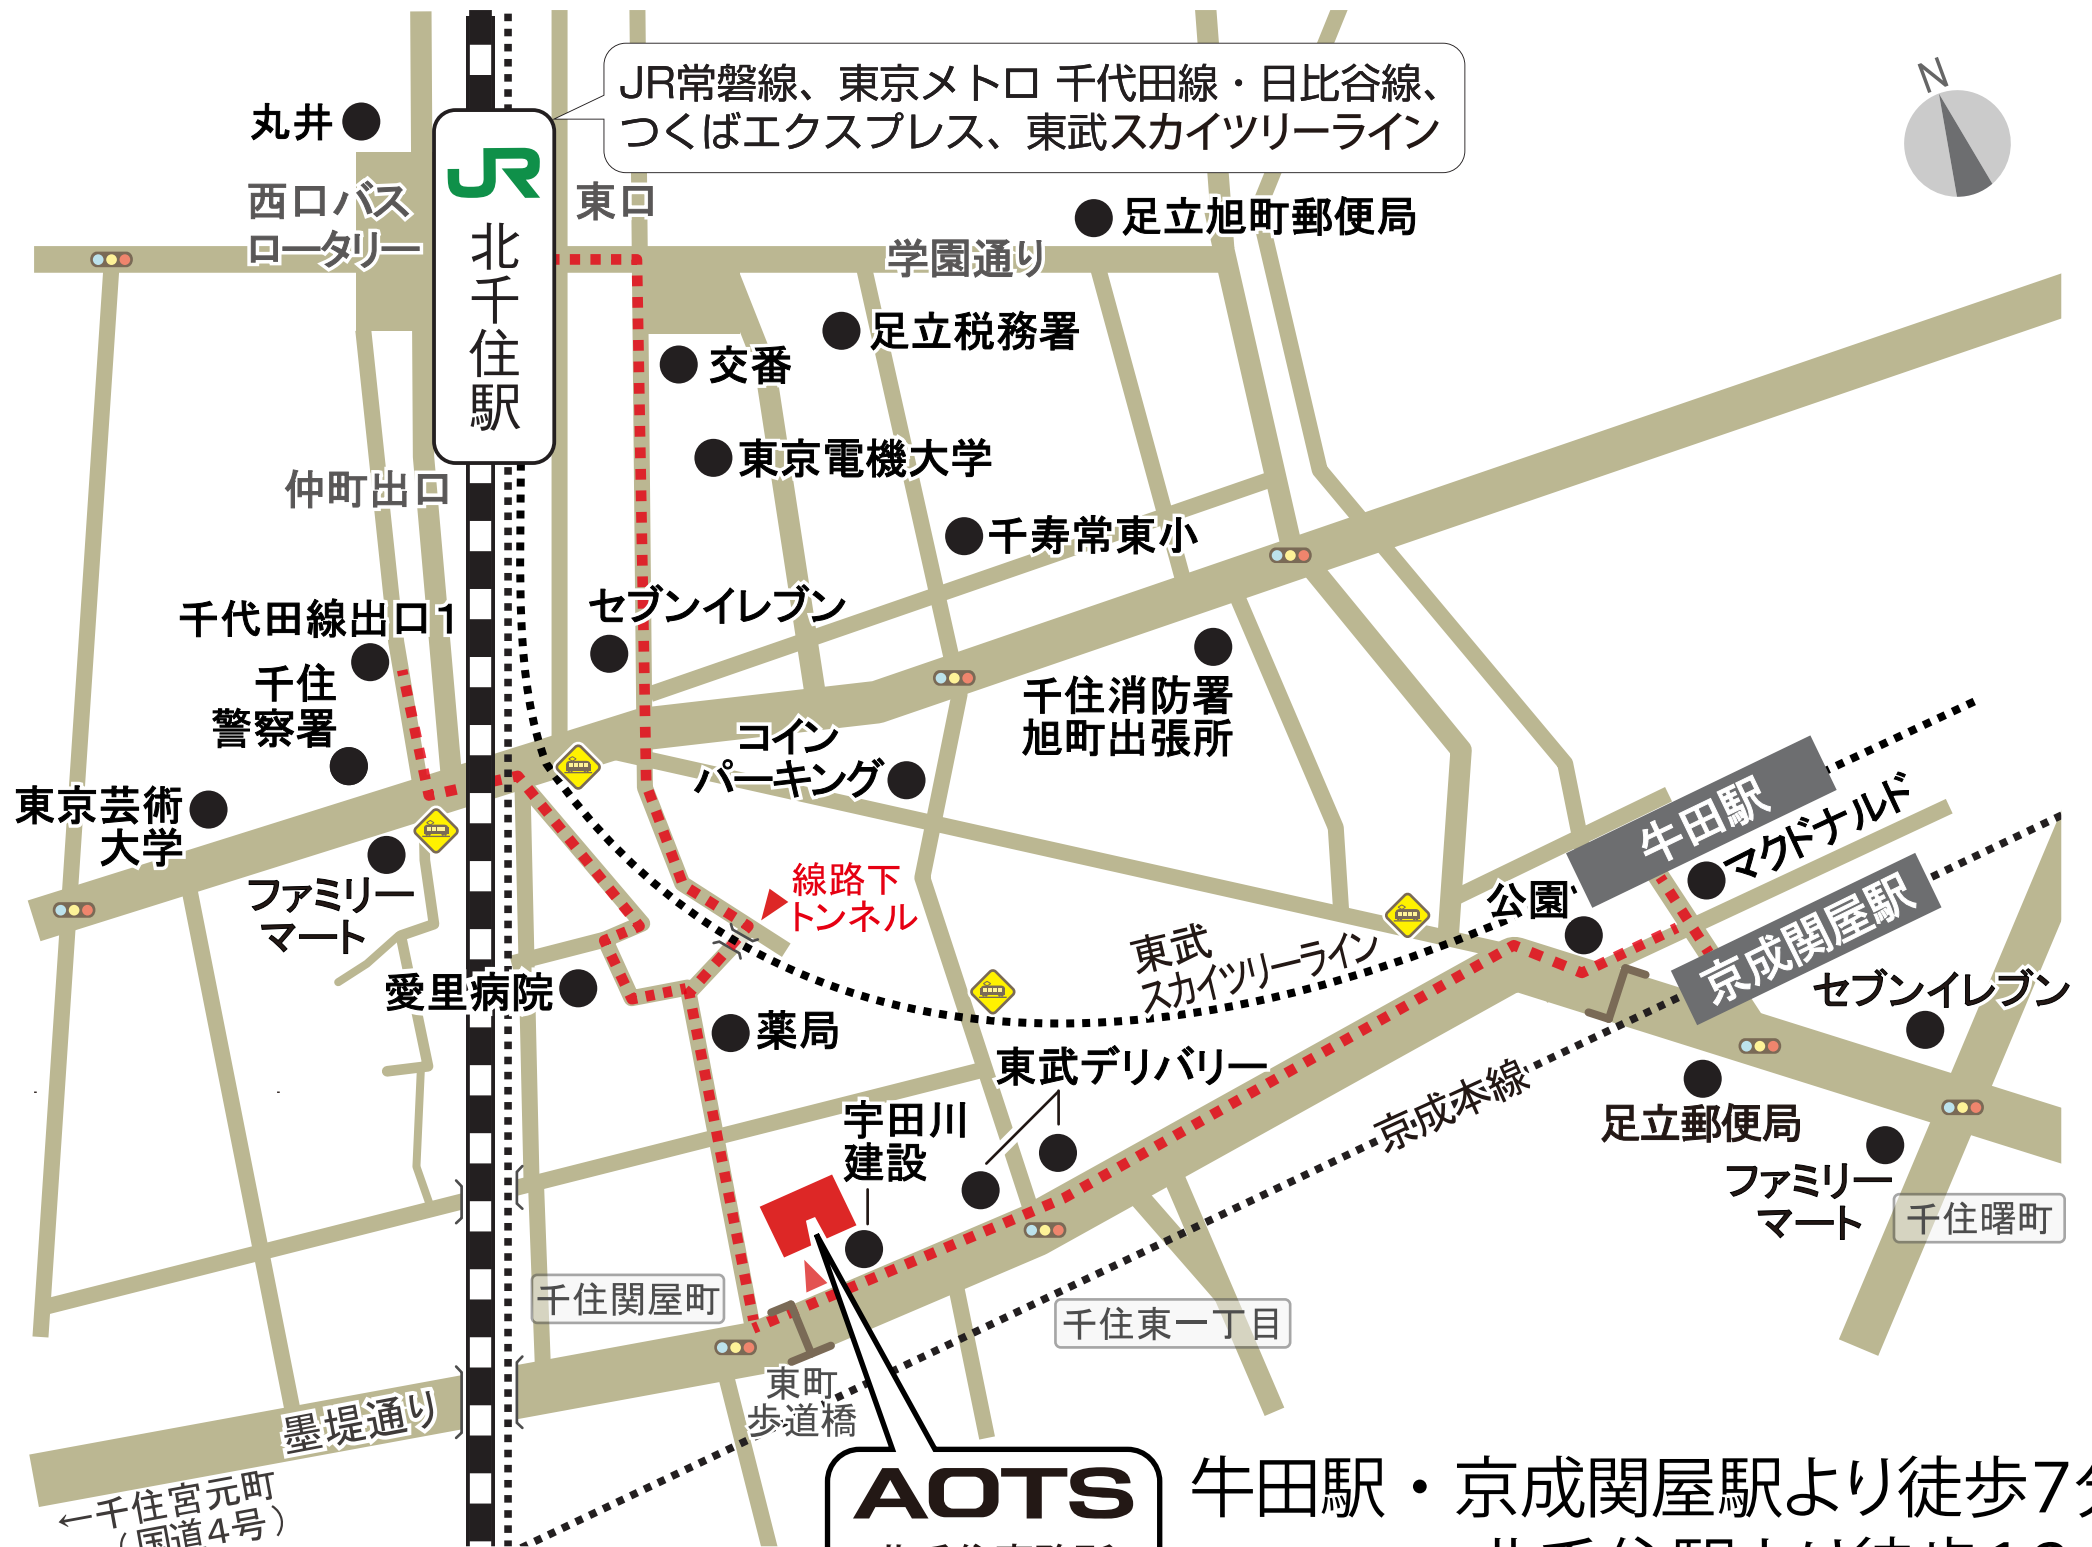 N
JR常磐線、東京メトロ 千代田線・日比谷線、
つくばエクスプレス、東武スカイツリーライン
丸井
西口バス
ロータリー
JR
北千住駅
東口
学園通り
足立旭町郵便局
足立税務署
交番
東京電機大学
仲町出口
千寿常東小
セブンイレブン
千代田線出口1
千住
警察署
東京芸術
大学
ファミリー
マート
コイン
パーキング
千住消防署
旭町出張所
線路下
トンネル
愛里病院
薬局
東武
スカイツリーライン
公園
牛田駅
マクドナルド
京成関屋駅
セブンイレブン
東武デリバリー
京成本線
足立郵便局
ファミリー
マート
千住曙町
宇田川
建設
千住関屋町
千住東一丁目
東町
歩道橋
墨堤通り
←千住宮元町
（国道4号）
AOTS
牛田駅・京成関屋駅より徒歩7分